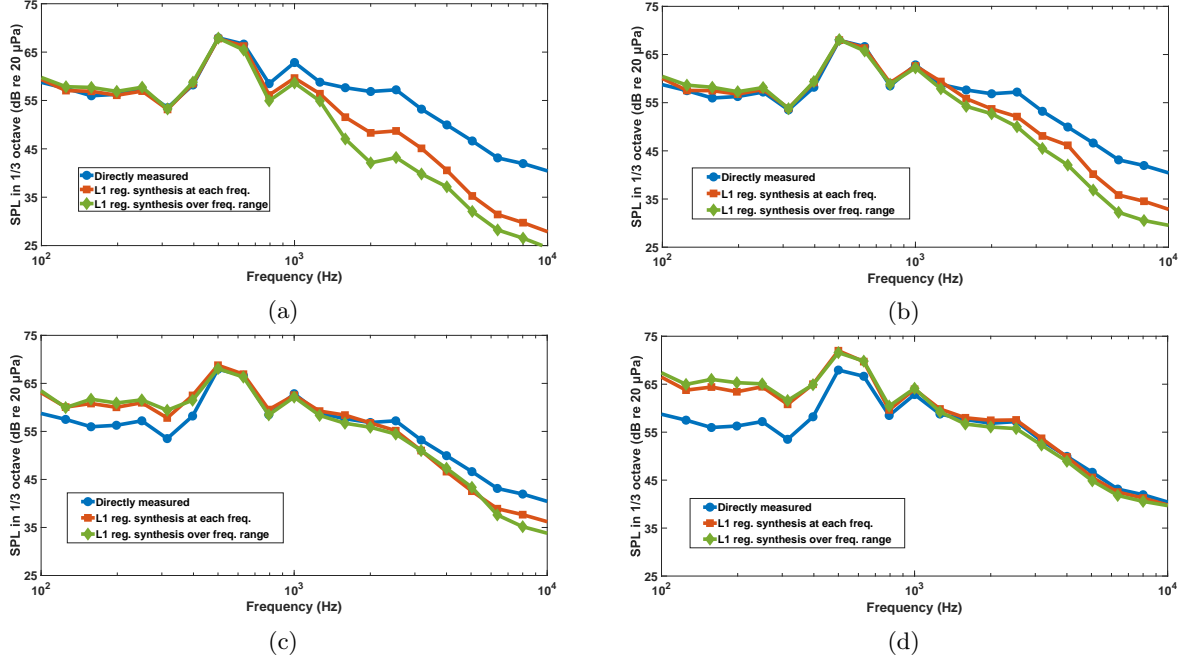 (a)
SPL in 1/3 octave (dB re 20 μPa)
75
65
55
45
35
25
Directly measured
L1 reg. synthesis at each freq.
L1 reg. synthesis over freq. range
10^2
10^3
10^4
Frequency (Hz)
(b)
SPL in 1/3 octave (dB re 20 μPa)
75
65
55
45
35
25
Directly measured
L1 reg. synthesis at each freq.
L1 reg. synthesis over freq. range
10^2
10^3
10^4
Frequency (Hz)
(c)
SPL in 1/3 octave (dB re 20 μPa)
75
65
55
45
35
25
Directly measured
L1 reg. synthesis at each freq.
L1 reg. synthesis over freq. range
10^2
10^3
10^4
Frequency (Hz)
(d)
SPL in 1/3 octave (dB re 20 μPa)
75
65
55
45
35
25
Directly measured
L1 reg. synthesis at each freq.
L1 reg. synthesis over freq. range
10^2
10^3
10^4
Frequency (Hz)